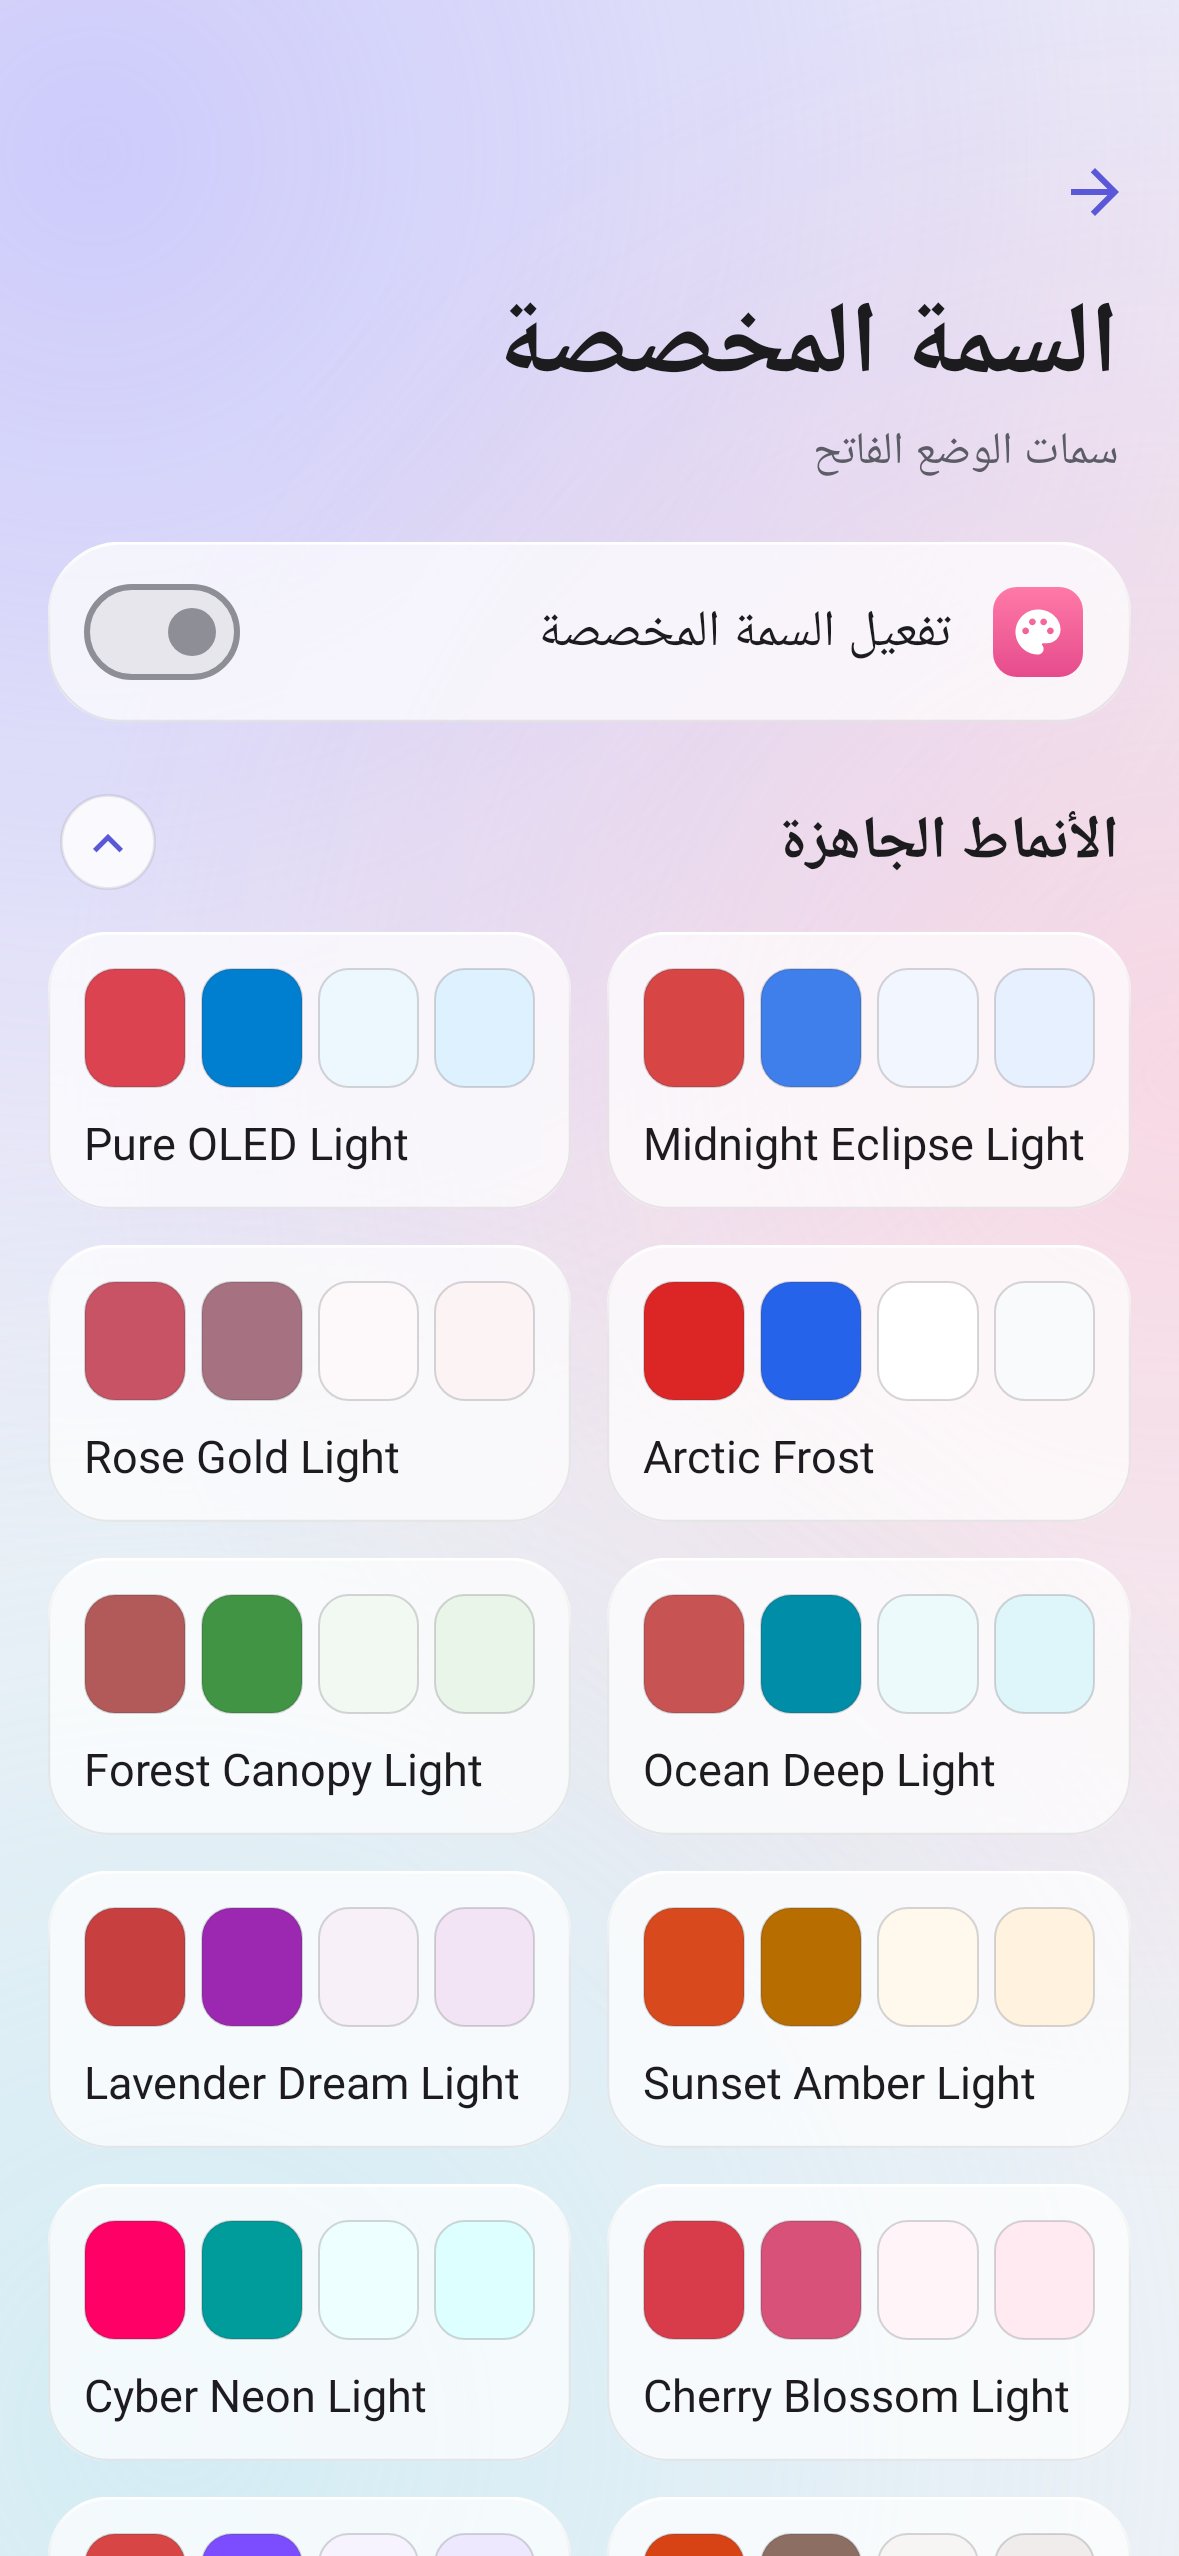 السمة المخصصة
سمات الوضع الفاتح
تفعيل السمة المخصصة
الأنماط الجاهزة
Midnight Eclipse Light
Pure OLED Light
Arctic Frost
Rose Gold Light
Ocean Deep Light
Forest Canopy Light
Sunset Amber Light
Lavender Dream Light
Cherry Blossom Light
Cyber Neon Light